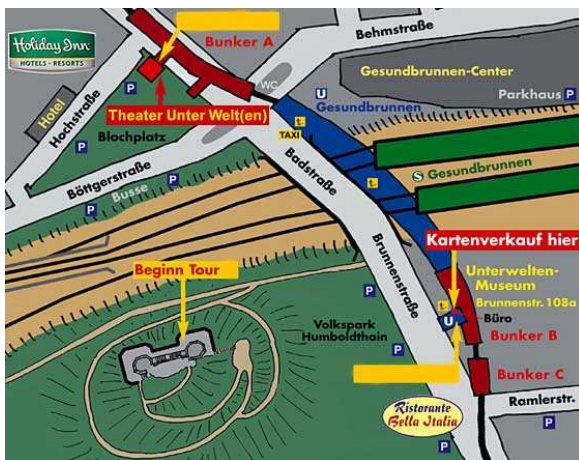 Holiday Inn
HOTELS · RESORTS
Bunker A
Behmstraße
WC
Gesundbrunnen-Center
Parkhaus P
U
Gesundbrunnen
Hotel
Hochstraße
P
Theater Unter Welt(en)
t.
TAXI
Blochplatz
P
P
Böttgerstraße
Busse
P
P
Badstraße
S Gesundbrunnen
t.
Brunnenstraße
Kartenverkauf hier
Beginn Tour
P
Unterwelten-
Museum
Brunnenstr. 108a
t.
U
Büro
P
Volkspark
Humboldthain
Bunker B
P
Bunker C
Ramlerstr.
Ristorante
Bella Italia
P